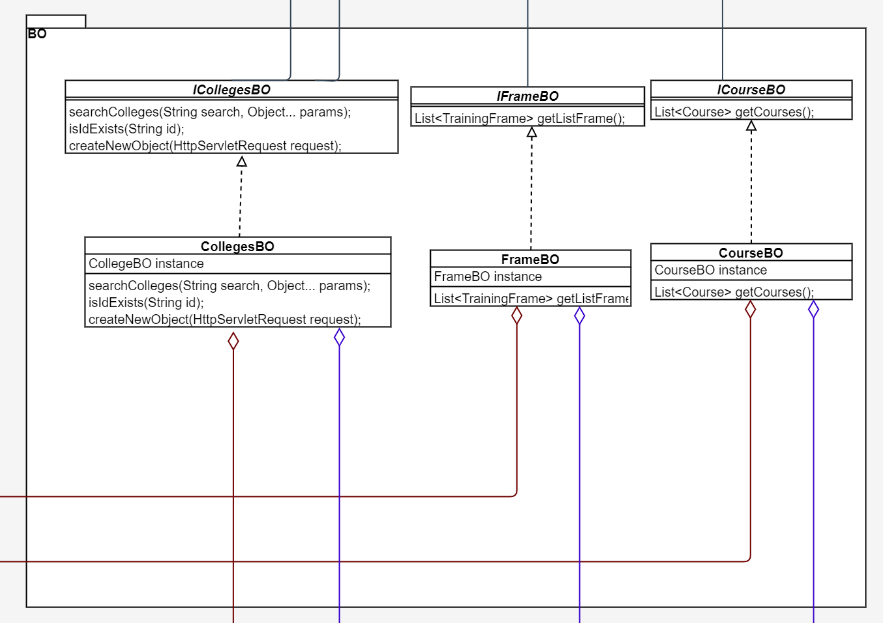 BO
ICollegesBO
searchColleges(String search, Object... params);
isIdExists(String id);
createNewObject(HttpServletRequest request);
IFrameBO
List<TrainingFrame> getListFrame();
ICourseBO
List<Course> getCourses();
CollegesBO
CollegeBO instance
searchColleges(String search, Object... params);
isIdExists(String id);
createNewObject(HttpServletRequest request);
FrameBO
FrameBO instance
List<TrainingFrame> getListFrame
CourseBO
CourseBO instance
List<Course> getCourses();